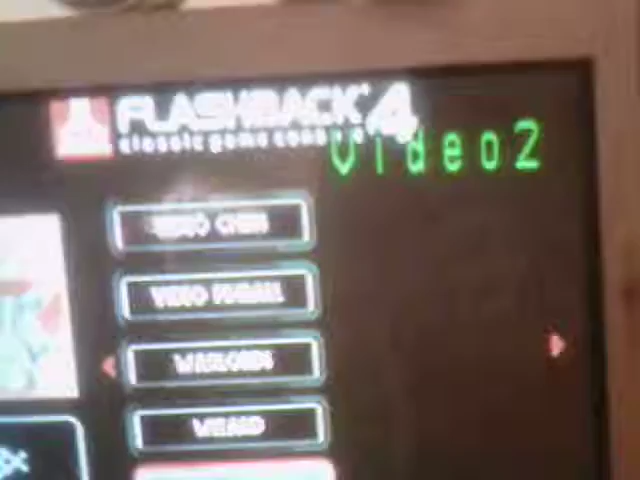 FLASHBACK 4
classic game console
Video2
VIDEO CHESS
VIDEO PINBALL
WARLORDS
WIZARD